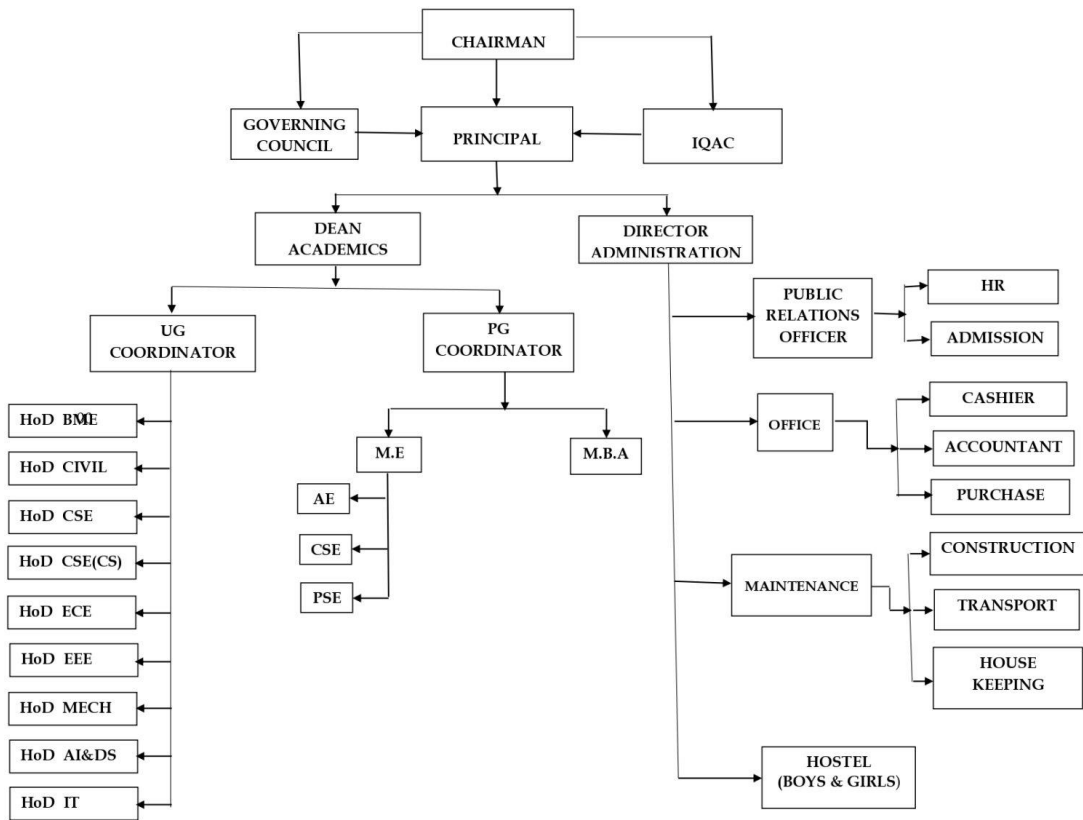 CHAIRMAN
GOVERNING
COUNCIL
PRINCIPAL
IQAC
DEAN
ACADEMICS
DIRECTOR
ADMINISTRATION
UG
COORDINATOR
PG
COORDINATOR
PUBLIC
RELATIONS
OFFICER
HR
ADMISSION
HoD BME
HoD CIVIL
HoD CSE
HoD CSE(CS)
HoD ECE
HoD EEE
HoD MECH
HoD AI&DS
HoD IT
M.E
M.B.A
AE
CSE
PSE
OFFICE
CASHIER
ACCOUNTANT
PURCHASE
MAINTENANCE
CONSTRUCTION
TRANSPORT
HOUSE
KEEPING
HOSTEL
(BOYS & GIRLS)